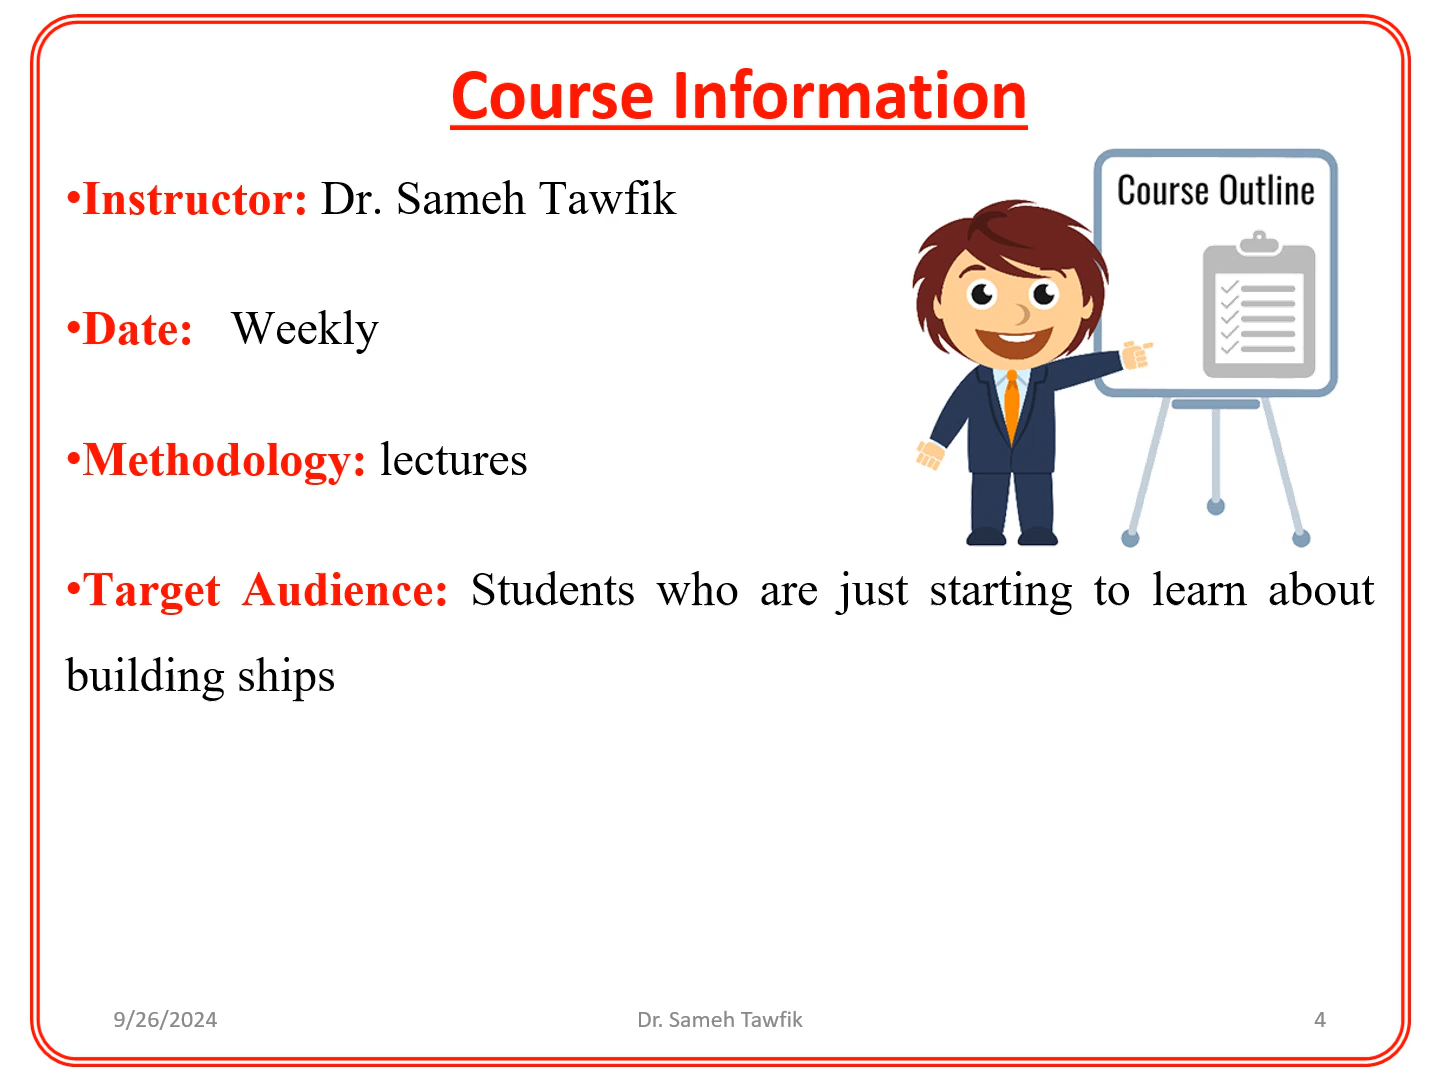 Course Information
•Instructor: Dr. Sameh Tawfik
Course Outline
•Date: Weekly
•Methodology: lectures
•Target Audience: Students who are just starting to learn about
building ships
9/26/2024
Dr. Sameh Tawfik
4